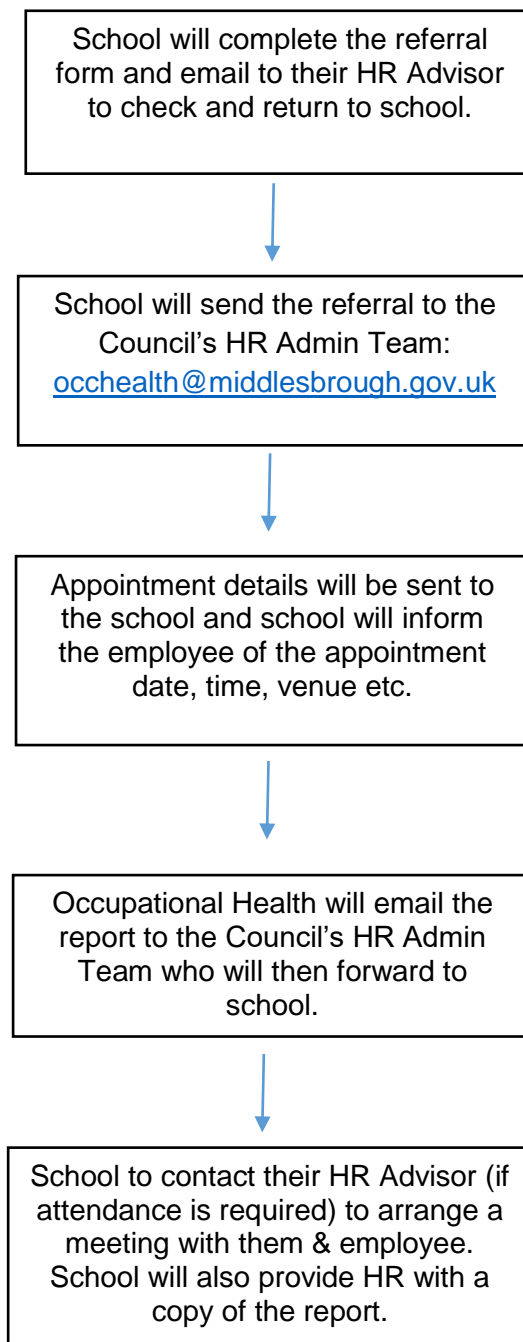 School will complete the referral
form and email to their HR Advisor
to check and return to school.
School will send the referral to the
Council's HR Admin Team:
occhealth@middlesbrough.gov.uk
Appointment details will be sent to
the school and school will inform
the employee of the appointment
date, time, venue etc.
Occupational Health will email the
report to the Council's HR Admin
Team who will then forward to
school.
School to contact their HR Advisor (if
attendance is required) to arrange a
meeting with them & employee.
School will also provide HR with a
copy of the report.